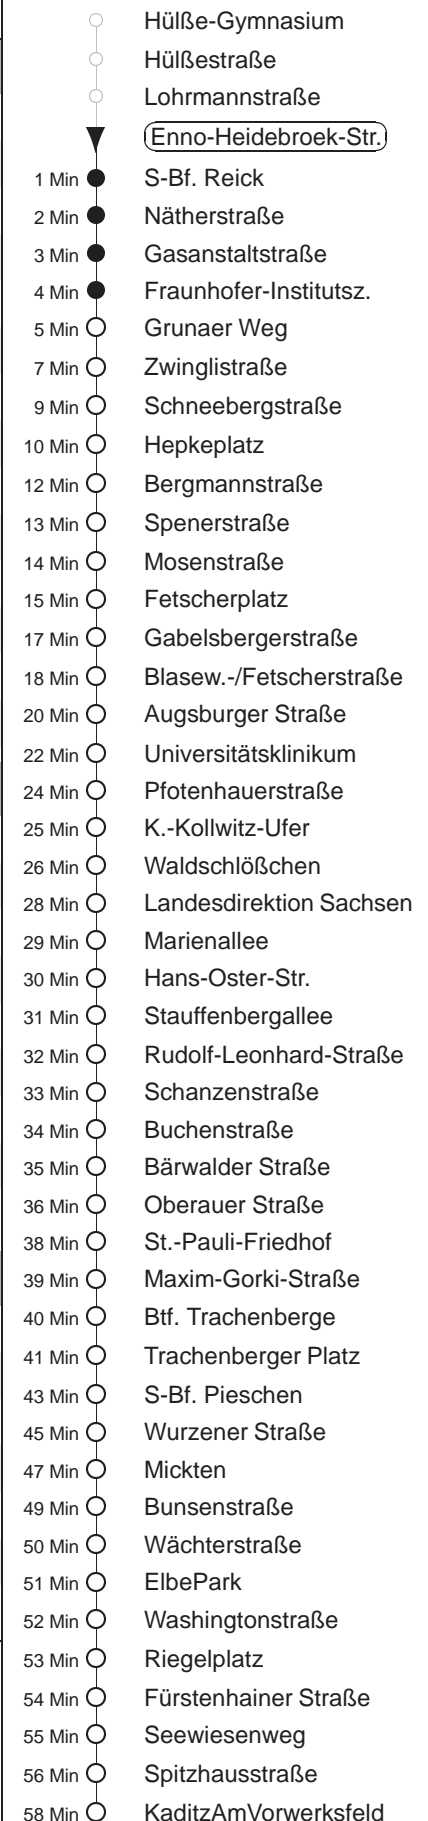 Hülße-Gymnasium
Hülßestraße
Lohrmannstraße
Enno-Heidebroek-Str.
1 Min S-Bf. Reick
2 Min Nätherstraße
3 Min Gasanstaltstraße
4 Min Fraunhofer-Institutsz.
5 Min Grunaer Weg
7 Min Zwinglistraße
9 Min Schneebergstraße
10 Min Hepkeplatz
12 Min Bergmannstraße
13 Min Spenerstraße
14 Min Mosenstraße
15 Min Fetscherplatz
17 Min Gabelsbergerstraße
18 Min Blasew.-/Fetscherstraße
20 Min Augsburger Straße
22 Min Universitätsklinikum
24 Min Pfotenhauerstraße
25 Min K.-Kollwitz-Ufer
26 Min Waldschlößchen
28 Min Landesdirektion Sachsen
29 Min Marienallee
30 Min Hans-Oster-Str.
31 Min Stauffenbergallee
32 Min Rudolf-Leonhard-Straße
33 Min Schanzenstraße
34 Min Buchenstraße
35 Min Bärwalder Straße
36 Min Oberauer Straße
38 Min St.-Pauli-Friedhof
39 Min Maxim-Gorki-Straße
40 Min Btf. Trachenberge
41 Min Trachenberger Platz
43 Min S-Bf. Pieschen
45 Min Wurzener Straße
47 Min Mickten
49 Min Bunsenstraße
50 Min Wächterstraße
51 Min ElbePark
52 Min Washingtonstraße
53 Min Riegelplatz
54 Min Fürstenhainer Straße
55 Min Seewiesenweg
56 Min Spitzhausstraße
58 Min KaditzAmVorwerksfeld